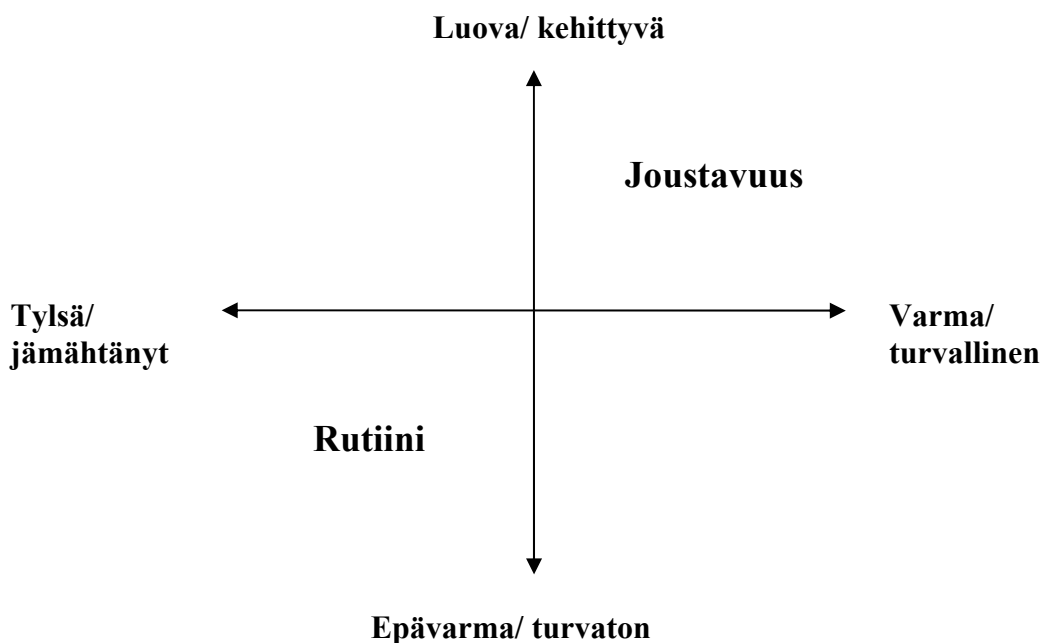 Luova/ kehittyvä
Joustavuus
Tylsä/
jämähtänyt
Varma/
turvallinen
Rutiini
Epävarma/ turvaton